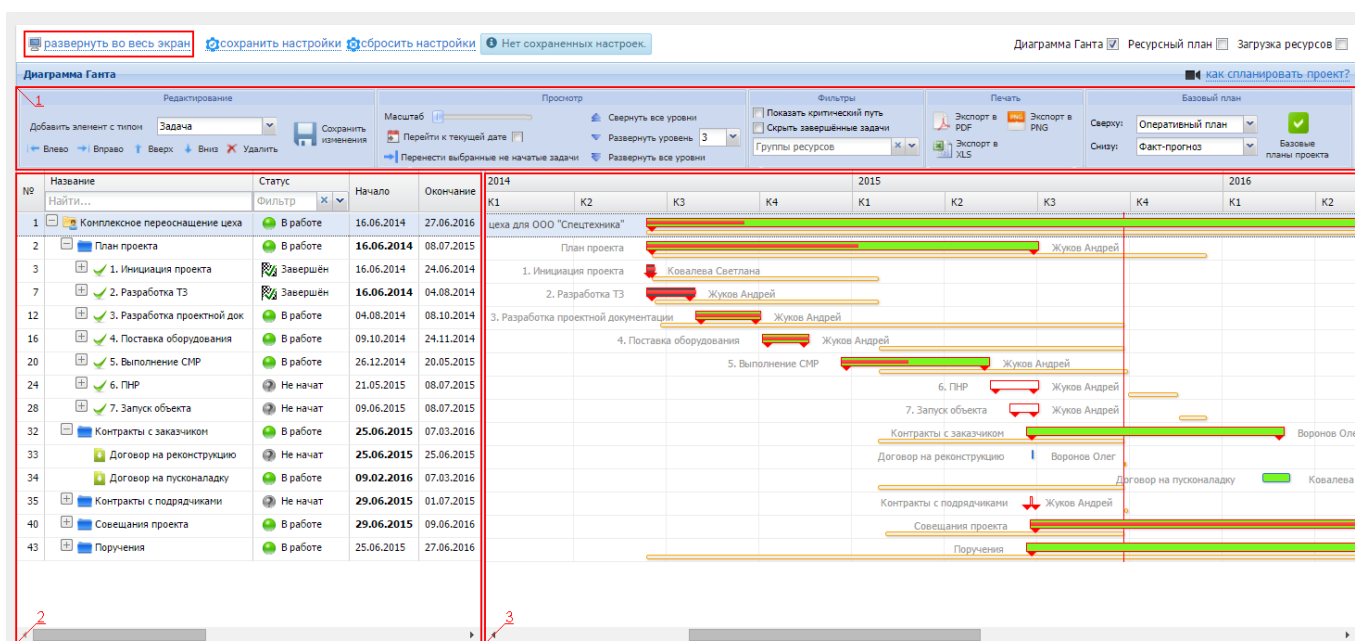 развернуть во весь экран сохранить настройки сбросить настройки Нет сохраненных настроек. Диаграмма Ганта Ресурсный план Загрузка ресурсов
Диаграмма Ганта как спланировать проект?
1 Редактирование Просмотр Фильтры Печать Базовый план
Добавить элемент с типом Задача Сохранить изменения
Влево Вправо Вверх Вниз Удалить
Масштаб Свернуть все уровни
Перейти к текущей дате Развернуть уровень 3
Перенести выбранные не начатые задачи Развернуть все уровни
Показать критический путь
Скрыть завершённые задачи
Группы ресурсов
Экспорт в PDF PNG Экспорт в PNG
Экспорт в XLS
Сверху: Оперативный план
Снизу: Факт-прогноз Базовые планы проекта
№ Название Статус Начало Окончание
Найти... Фильтр
1 Комплексное переоснащение цеха В работе 16.06.2014 27.06.2016
2 План проекта В работе 16.06.2014 08.07.2015
3 1. Инициация проекта Завершён 16.06.2014 24.06.2014
7 2. Разработка ТЗ Завершён 16.06.2014 04.08.2014
12 3. Разработка проектной док В работе 04.08.2014 08.10.2014
16 4. Поставка оборудования В работе 09.10.2014 24.11.2014
20 5. Выполнение СМР В работе 26.12.2014 20.05.2015
24 6. ПНР Не начат 21.05.2015 08.07.2015
28 7. Запуск объекта Не начат 09.06.2015 08.07.2015
32 Контракты с заказчиком В работе 25.06.2015 07.03.2016
33 Договор на реконструкцию Не начат 25.06.2015 25.06.2015
34 Договор на пусконаладку В работе 09.02.2016 07.03.2016
35 Контракты с подрядчиками Не начат 29.06.2015 01.07.2015
40 Совещания проекта В работе 29.06.2015 09.06.2016
43 Поручения В работе 25.06.2015 27.06.2016
2
2014 2015 2016
К1 К2 К3 К4 К1 К2 К3 К4 К1 К2
цеха для ООО "Спецтехника"
План проекта Жуков Андрей
1. Инициация проекта Ковалева Светлана
2. Разработка ТЗ Жуков Андрей
3. Разработка проектной документации Жуков Андрей
4. Поставка оборудования Жуков Андрей
5. Выполнение СМР Жуков Андрей
6. ПНР Жуков Андрей
7. Запуск объекта Жуков Андрей
Контракты с заказчиком Воронов Оле
Договор на реконструкцию Воронов Олег
Договор на пусконаладку Ковалева
Контракты с подрядчиками Жуков Андрей
Совещания проекта
Поручения
3